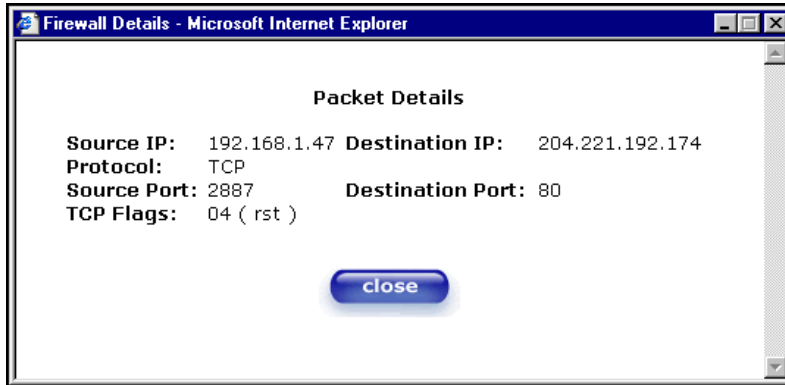 Firewall Details - Microsoft Internet Explorer
Packet Details
Source IP: 192.168.1.47 Destination IP: 204.221.192.174
Protocol: TCP
Source Port: 2887 Destination Port: 80
TCP Flags: 04 ( rst )
close